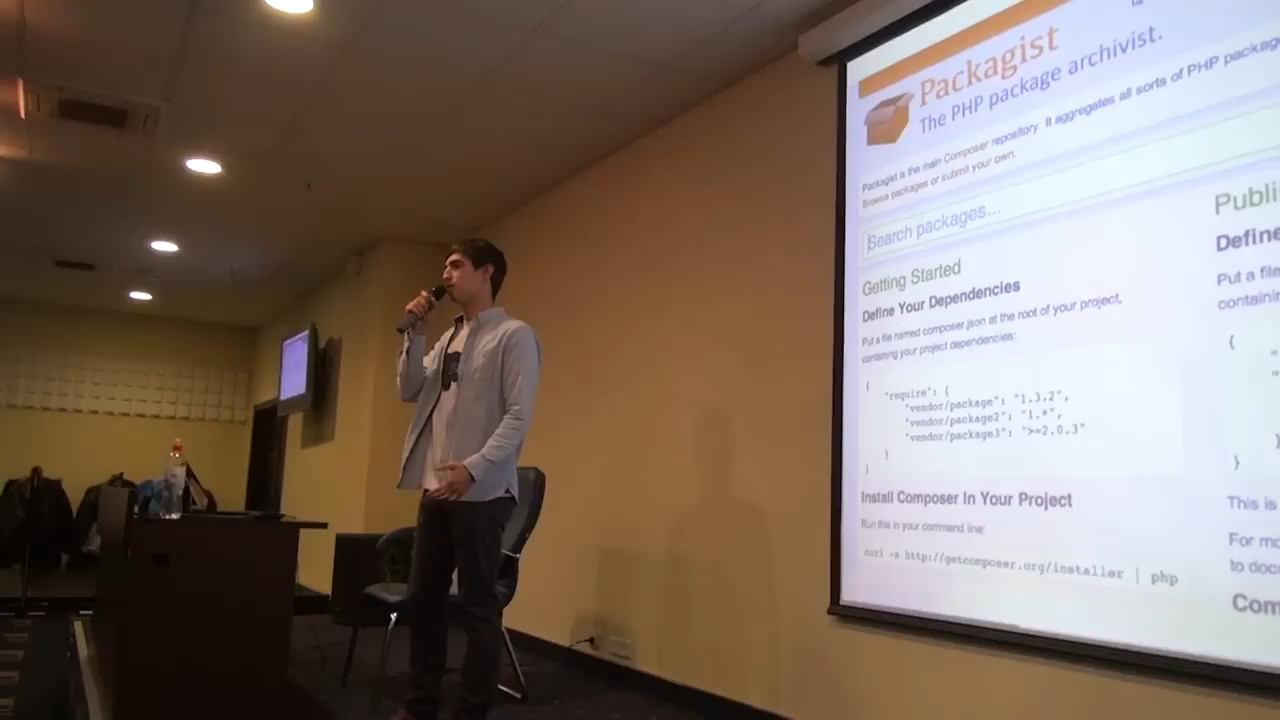 Packagist
The PHP package archivist.
Packagist is the main Composer repository. It aggregates all sorts of PHP package
Browse packages or submit your own.
Search packages...
Getting Started
Define Your Dependencies
Put a file named composer.json at the root of your project,
containing your project dependencies:
{
"require": {
"vendor/package": "1.3.2",
"vendor/package2": "1.*",
"vendor/package3": ">=2.0.3"
}
}
Install Composer In Your Project
Run this in your command line:
curl -s http://getcomposer.org/installer | php
Publi
Define
Put a file
containin
{
"
"
}
}
This is
For mo
to doc
Com